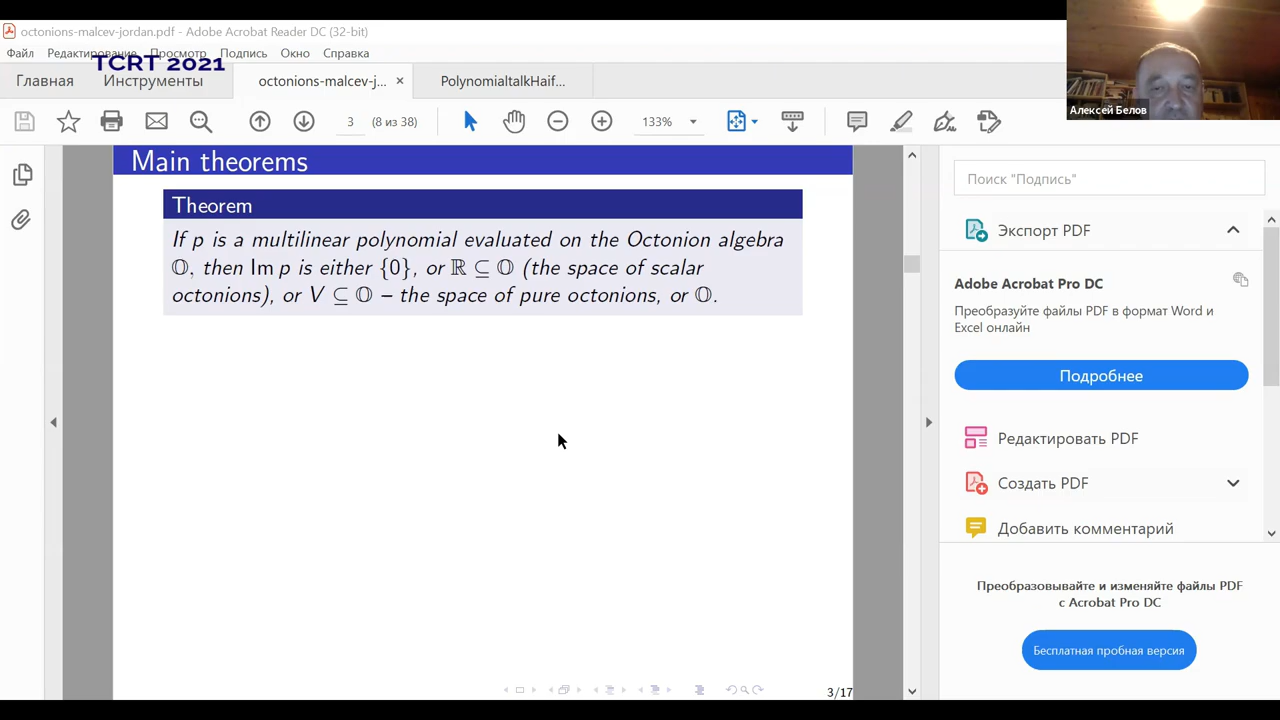 octonions-malcev-jordan.pdf - Adobe Acrobat Reader DC (32-bit)
Файл Редактирование Просмотр Подпись Окно Справка
TCRT 2021
Главная Инструменты octonions-malcev-j... × PolynomialtalkHaif...
3 (8 из 38) 133%
Алексей Белов
Main theorems
Theorem
If p is a multilinear polynomial evaluated on the Octonion algebra
𝕆, then Im p is either {0}, or ℝ ⊆ 𝕆 (the space of scalar
octonions), or V ⊆ 𝕆 – the space of pure octonions, or 𝕆.
3/17
Поиск "Подпись"
Экспорт PDF
Adobe Acrobat Pro DC
Преобразуйте файлы PDF в формат Word и
Excel онлайн
Подробнее
Редактировать PDF
Создать PDF
Добавить комментарий
Преобразовывайте и изменяйте файлы PDF
с Acrobat Pro DC
Бесплатная пробная версия